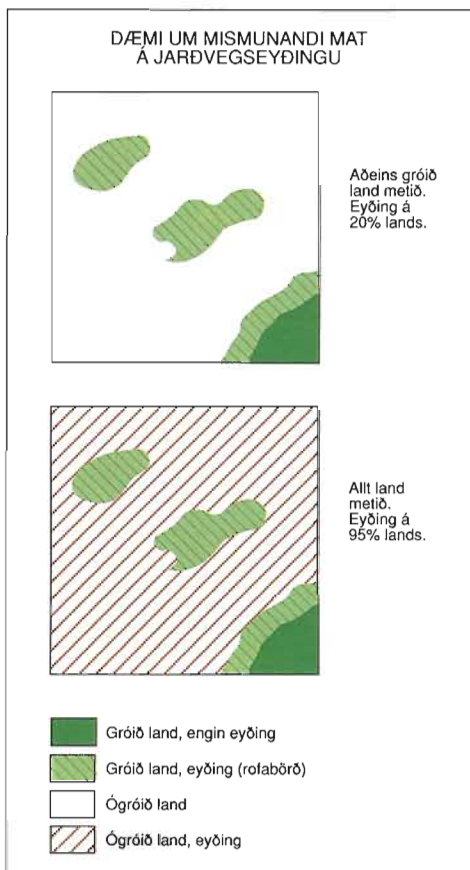 DÆMI UM MISMUNANDI MAT
Á JARÐVEGSEYÐINGU
Aðeins gróið
land metið.
Eyðing á
20% lands.
Allt land
metið.
Eyðing á
95% lands.
Gróið land, engin eyðing
Gróið land, eyðing (rofabörð)
Ógróið land
Ógróið land, eyðing